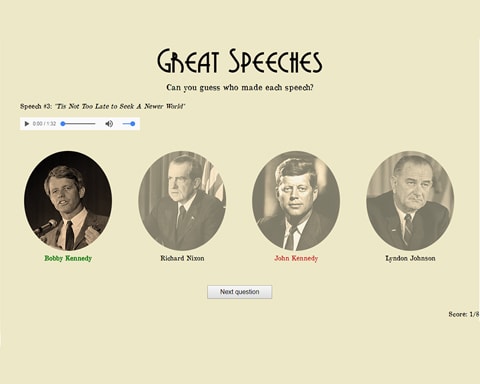 Great Speeches
Can you guess who made each speech?
Speech #3: "Tis Not Too Late to Seek A Newer World"
0:00 / 1:32
Bobby Kennedy
Richard Nixon
John Kennedy
Lyndon Johnson
Next question
Score: 1/8